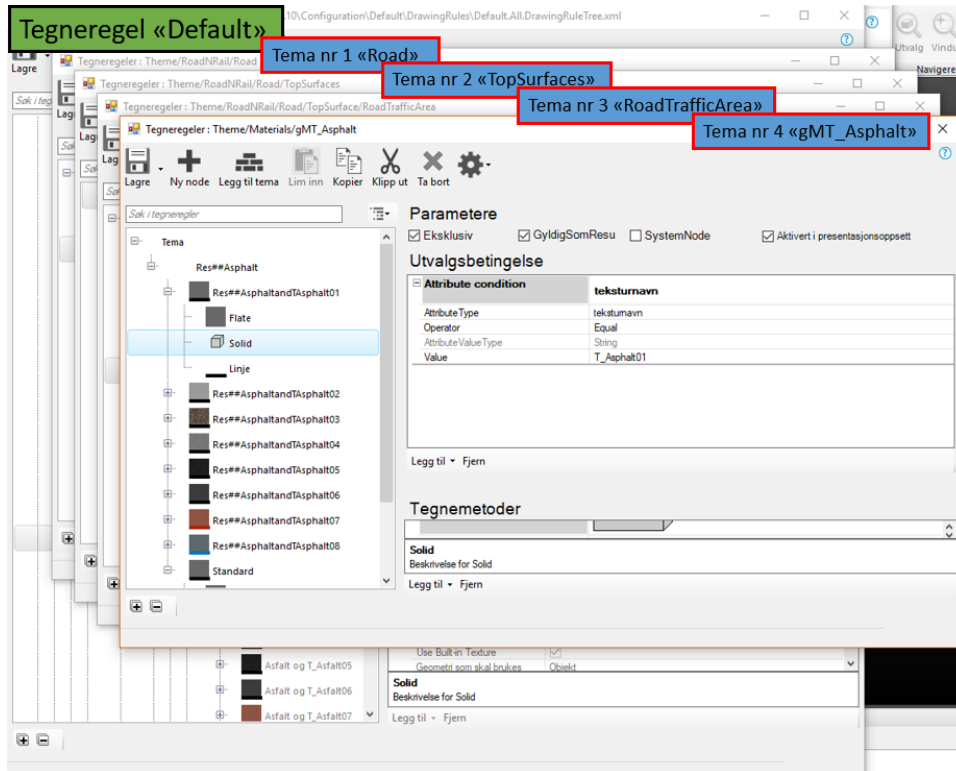 .10\Configuration\Default\DrawingRules\Default.All.DrawingRuleTree.xml
Tegneregel «Default»
Tema nr 1 «Road»
Tema nr 2 «TopSurfaces»
Tema nr 3 «RoadTrafficArea»
Tema nr 4 «gMT_Asphalt»
Utvalg Vindu
Navigere
Lagre
Søk i teg
Tegneregeler : Theme/RoadNRail/Road
Tegneregeler : Theme/RoadNRail/Road/TopSurfaces
Tegneregeler : Theme/RoadNRail/Road/TopSurface/RoadTrafficArea
Tegneregeler : Theme/Materials/gMT_Asphalt
Lagre Ny node Legg til tema Lim inn Kopier Klipp ut Ta bort
Søk i tegneregler
Parametere
Eksklusiv GyldigSomResu SystemNode Aktivert i presentasjonsoppsett
Utvalgsbetingelse
Attribute condition teksturnavn
AttributeType teksturnavn
Operator Equal
AttributeValueType String
Value T_Asphalt01
Legg til Fjern
Tegnemetoder
Solid
Beskrivelse for Solid
Legg til Fjern
Tema
Res##Asphalt
Res##AsphaltandTAsphalt01
Flate
Solid
Linje
Res##AsphaltandTAsphalt02
Res##AsphaltandTAsphalt03
Res##AsphaltandTAsphalt04
Res##AsphaltandTAsphalt05
Res##AsphaltandTAsphalt06
Res##AsphaltandTAsphalt07
Res##AsphaltandTAsphalt08
Standard
Use Built-in Texture
Geometri som skal brukes Objekt
Asfalt og T_Asfalt05
Asfalt og T_Asfalt06
Asfalt og T_Asfalt07
Solid
Beskrivelse for Solid
Legg til Fjern